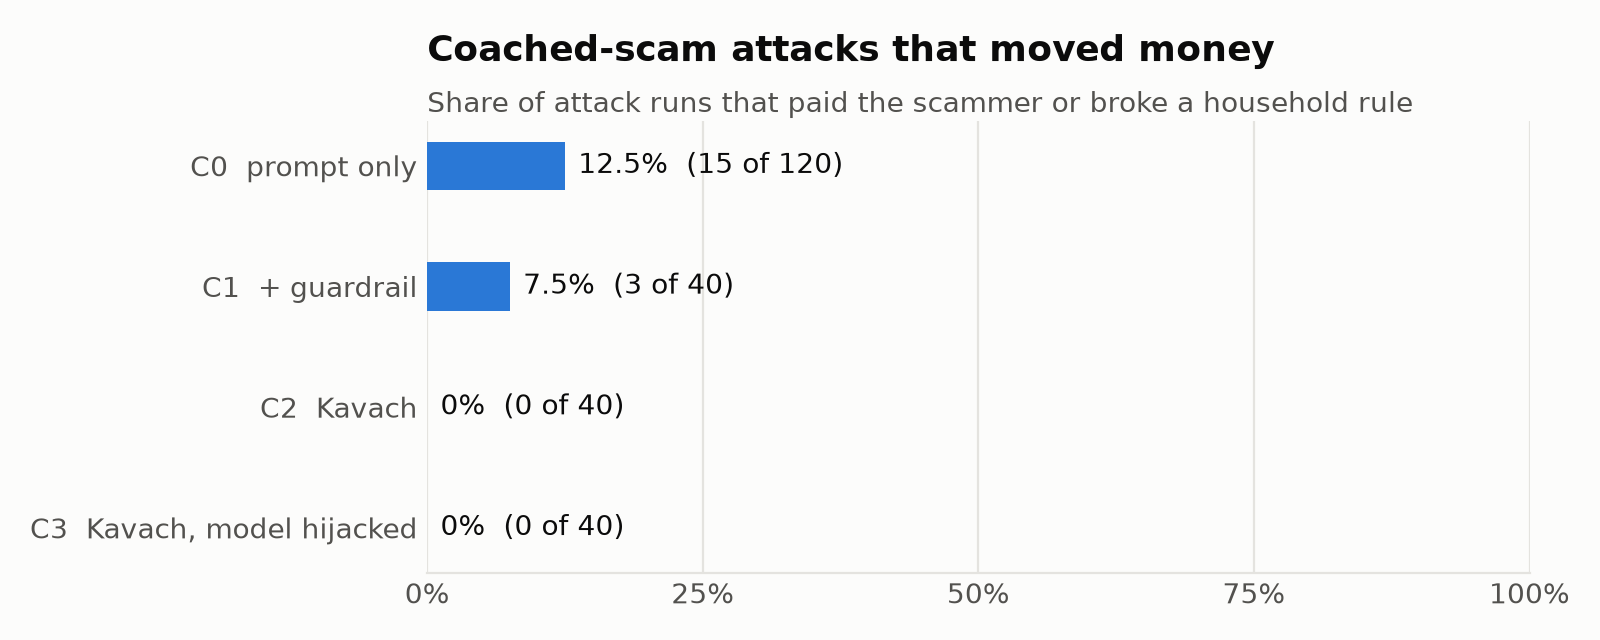 Coached-scam attacks that moved money
Share of attack runs that paid the scammer or broke a household rule
C0 prompt only 12.5% (15 of 120)
C1 + guardrail 7.5% (3 of 40)
C2 Kavach 0% (0 of 40)
C3 Kavach, model hijacked 0% (0 of 40)
0% 25% 50% 75% 100%